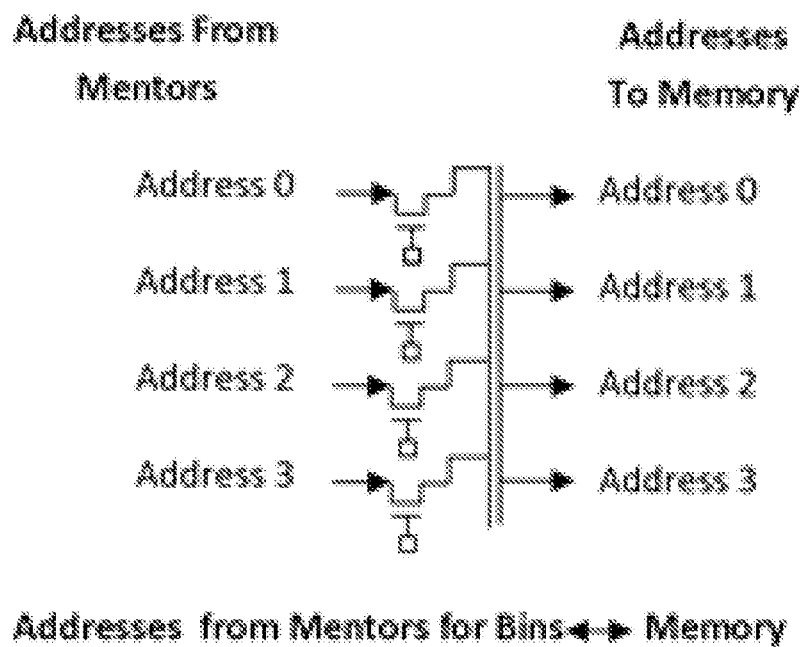 Addresses From Addresses
Mentors To Memory
Address 0 Address 0
Address 1 Address 1
Address 2 Address 2
Address 3 Address 3
Addresses from Mentors for Bins Memory